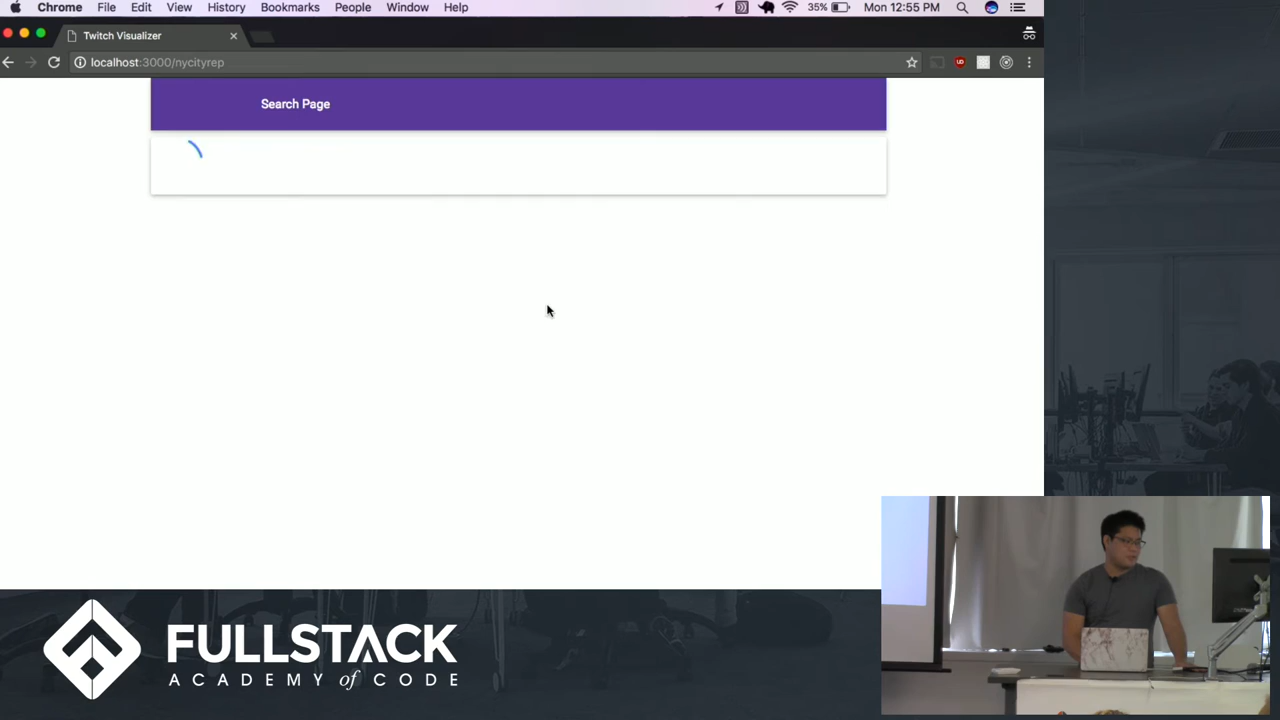 Chrome File Edit View History Bookmarks People Window Help 35% Mon 12:55 PM
Twitch Visualizer
localhost:3000/nycityrep
Search Page
FULLSTACK
ACADEMY of CODE